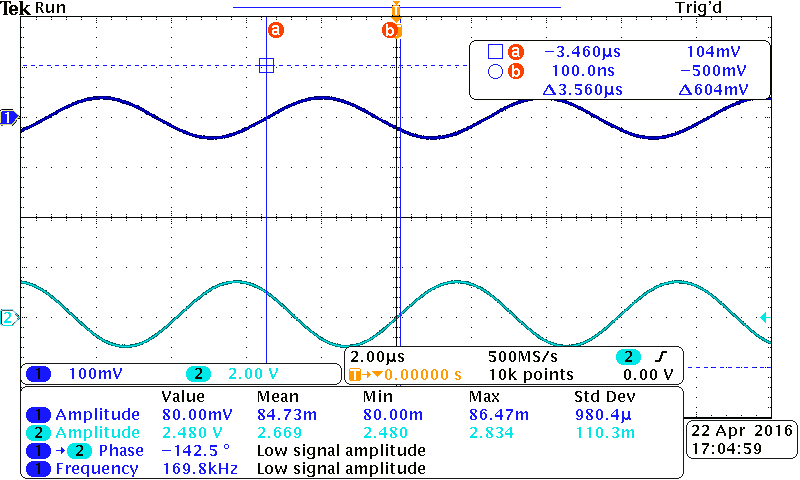 Tek Run Trig'd
T
a b
a −3.460µs 104mV
b 100.0ns −500mV
Δ3.560µs Δ604mV
1
2
1 100mV 2 2.00 V
2.00µs 500MS/s 2
T→▼0.00000 s 10k points 0.00 V
Value Mean Min Max Std Dev
1 Amplitude 80.00mV 84.73m 80.00m 86.47m 980.4µ
2 Amplitude 2.480 V 2.669 2.480 2.834 110.3m
1 → 2 Phase −142.5 ° Low signal amplitude
1 Frequency 169.8kHz Low signal amplitude
22 Apr 2016
17:04:59